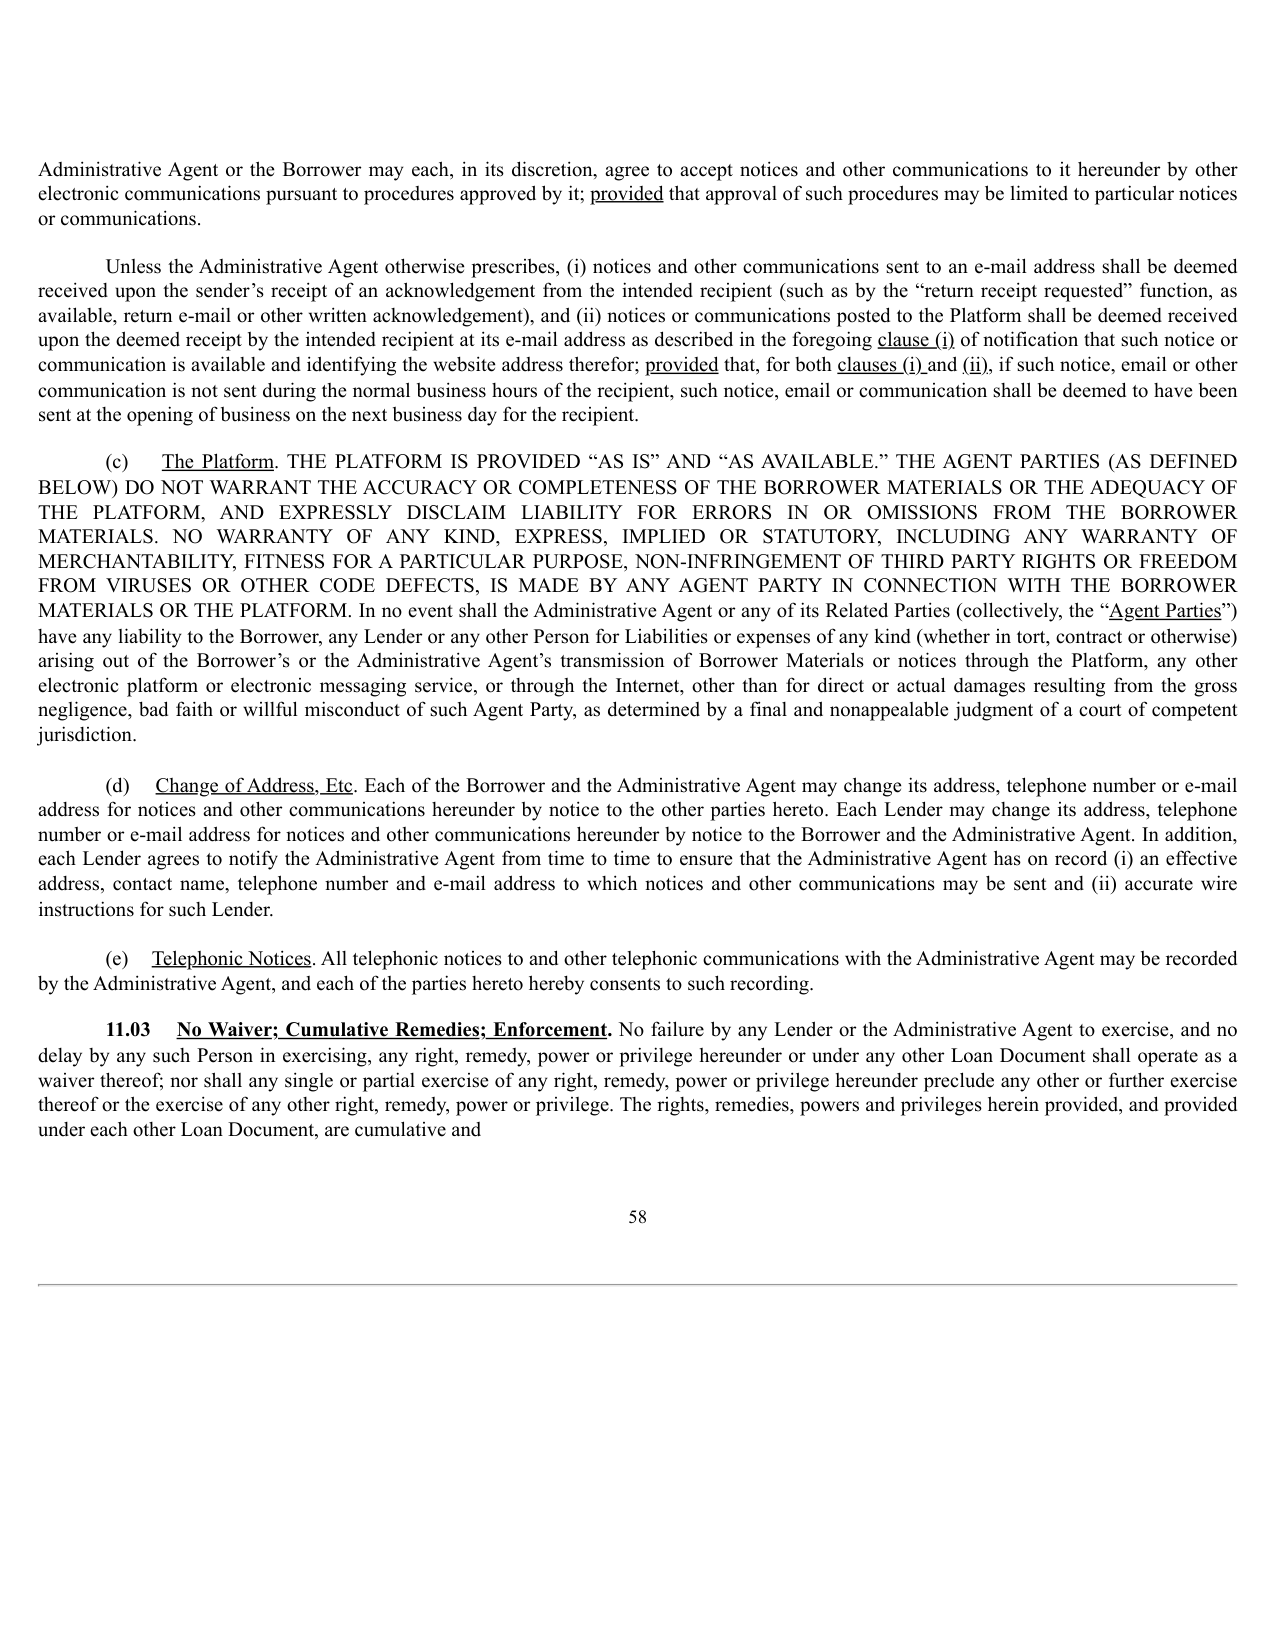 Administrative Agent or the Borrower may each, in its discretion, agree to accept notices and other communications to it hereunder by other
electronic communications pursuant to procedures approved by it; provided that approval of such procedures may be limited to particular notices
or communications.
Unless the Administrative Agent otherwise prescribes, (i) notices and other communications sent to an e-mail address shall be deemed
received upon the sender’s receipt of an acknowledgement from the intended recipient (such as by the “return receipt requested” function, as
available, return e-mail or other written acknowledgement), and (ii) notices or communications posted to the Platform shall be deemed received
upon the deemed receipt by the intended recipient at its e-mail address as described in the foregoing clause (i) of notification that such notice or
communication is available and identifying the website address therefor; provided that, for both clauses (i) and (ii), if such notice, email or other
communication is not sent during the normal business hours of the recipient, such notice, email or communication shall be deemed to have been
sent at the opening of business on the next business day for the recipient.
(c) The Platform. THE PLATFORM IS PROVIDED “AS IS” AND “AS AVAILABLE.” THE AGENT PARTIES (AS DEFINED
BELOW) DO NOT WARRANT THE ACCURACY OR COMPLETENESS OF THE BORROWER MATERIALS OR THE ADEQUACY OF
THE PLATFORM, AND EXPRESSLY DISCLAIM LIABILITY FOR ERRORS IN OR OMISSIONS FROM THE BORROWER
MATERIALS. NO WARRANTY OF ANY KIND, EXPRESS, IMPLIED OR STATUTORY, INCLUDING ANY WARRANTY OF
MERCHANTABILITY, FITNESS FOR A PARTICULAR PURPOSE, NON-INFRINGEMENT OF THIRD PARTY RIGHTS OR FREEDOM
FROM VIRUSES OR OTHER CODE DEFECTS, IS MADE BY ANY AGENT PARTY IN CONNECTION WITH THE BORROWER
MATERIALS OR THE PLATFORM. In no event shall the Administrative Agent or any of its Related Parties (collectively, the “Agent Parties”)
have any liability to the Borrower, any Lender or any other Person for Liabilities or expenses of any kind (whether in tort, contract or otherwise)
arising out of the Borrower’s or the Administrative Agent’s transmission of Borrower Materials or notices through the Platform, any other
electronic platform or electronic messaging service, or through the Internet, other than for direct or actual damages resulting from the gross
negligence, bad faith or willful misconduct of such Agent Party, as determined by a final and nonappealable judgment of a court of competent
jurisdiction.
(d) Change of Address, Etc. Each of the Borrower and the Administrative Agent may change its address, telephone number or e-mail
address for notices and other communications hereunder by notice to the other parties hereto. Each Lender may change its address, telephone
number or e-mail address for notices and other communications hereunder by notice to the Borrower and the Administrative Agent. In addition,
each Lender agrees to notify the Administrative Agent from time to time to ensure that the Administrative Agent has on record (i) an effective
address, contact name, telephone number and e-mail address to which notices and other communications may be sent and (ii) accurate wire
instructions for such Lender.
(e) Telephonic Notices. All telephonic notices to and other telephonic communications with the Administrative Agent may be recorded
by the Administrative Agent, and each of the parties hereto hereby consents to such recording.
11.03 No Waiver; Cumulative Remedies; Enforcement. No failure by any Lender or the Administrative Agent to exercise, and no
delay by any such Person in exercising, any right, remedy, power or privilege hereunder or under any other Loan Document shall operate as a
waiver thereof; nor shall any single or partial exercise of any right, remedy, power or privilege hereunder preclude any other or further exercise
thereof or the exercise of any other right, remedy, power or privilege. The rights, remedies, powers and privileges herein provided, and provided
under each other Loan Document, are cumulative and
58